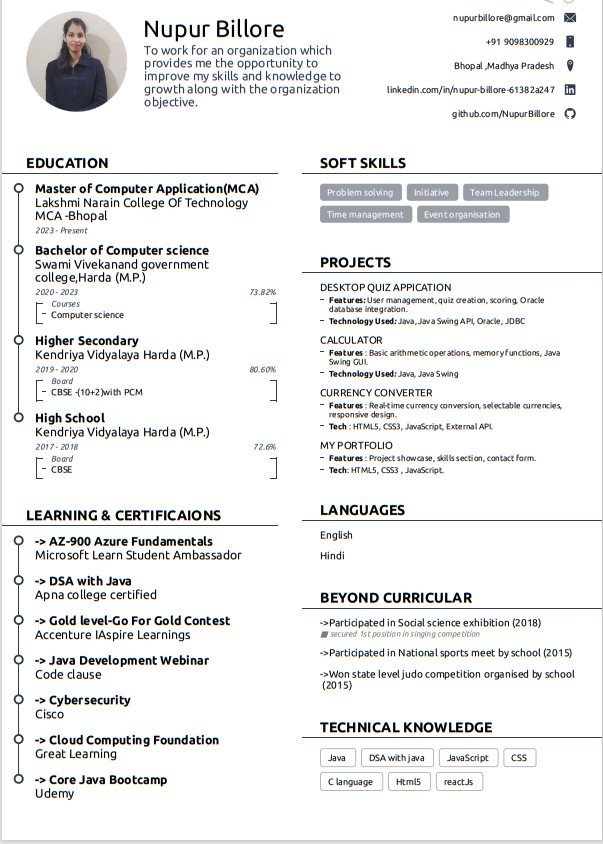 Nupur Billore
To work for an organization which
provides me the opportunity to
improve my skills and knowledge to
growth along with the organization
objective.
nupurbillore@gmail.com
+91 9098300929
Bhopal ,Madhya Pradesh
linkedin.com/in/nupur-billore-61382a247
github.com/NupurBillore
EDUCATION
Master of Computer Application(MCA)
Lakshmi Narain College Of Technology
MCA -Bhopal
2023 - Present
Bachelor of Computer science
Swami Vivekanand government
college,Harda (M.P.)
2020 - 2023 73.82%
Courses
Computer science
Higher Secondary
Kendriya Vidyalaya Harda (M.P.)
2019 - 2020 80.60%
Board
CBSE -(10+2)with PCM
High School
Kendriya Vidyalaya Harda (M.P.)
2017 - 2018 72.6%
Board
CBSE
LEARNING & CERTIFICAIONS
-> AZ-900 Azure Fundamentals
Microsoft Learn Student Ambassador
-> DSA with Java
Apna college certified
-> Gold level-Go For Gold Contest
Accenture IAspire Learnings
-> Java Development Webinar
Code clause
-> Cybersecurity
Cisco
-> Cloud Computing Foundation
Great Learning
-> Core Java Bootcamp
Udemy
SOFT SKILLS
Problem solving Initiative Team Leadership
Time management Event organisation
PROJECTS
DESKTOP QUIZ APPICATION
– Features: User management, quiz creation, scoring, Oracle
database integration.
– Technology Used: Java, Java Swing API, Oracle, JDBC
CALCULATOR
– Features : Basic arithmetic operations, memory functions, Java
Swing GUI.
– Technology Used: Java, Java Swing
CURRENCY CONVERTER
– Features : Real-time currency conversion, selectable currencies,
responsive design.
– Tech : HTML5, CSS3, JavaScript, External API.
MY PORTFOLIO
– Features : Project showcase, skills section, contact form.
– Tech: HTML5, CSS3 , JavaScript.
LANGUAGES
English
Hindi
BEYOND CURRICULAR
->Participated in Social science exhibition (2018)
secured 1st position in singing competition
->Participated in National sports meet by school (2015)
->Won state level judo competition organised by school
(2015)
TECHNICAL KNOWLEDGE
Java DSA with java JavaScript CSS
C language Html5 reactJs